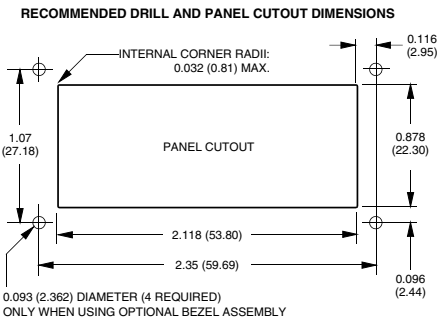 RECOMMENDED DRILL AND PANEL CUTOUT DIMENSIONS
INTERNAL CORNER RADII:
0.032 (0.81) MAX.
0.116
(2.95)
1.07
(27.18)
PANEL CUTOUT
0.878
(22.30)
2.118 (53.80)
2.35 (59.69)
0.096
(2.44)
0.093 (2.362) DIAMETER (4 REQUIRED)
ONLY WHEN USING OPTIONAL BEZEL ASSEMBLY